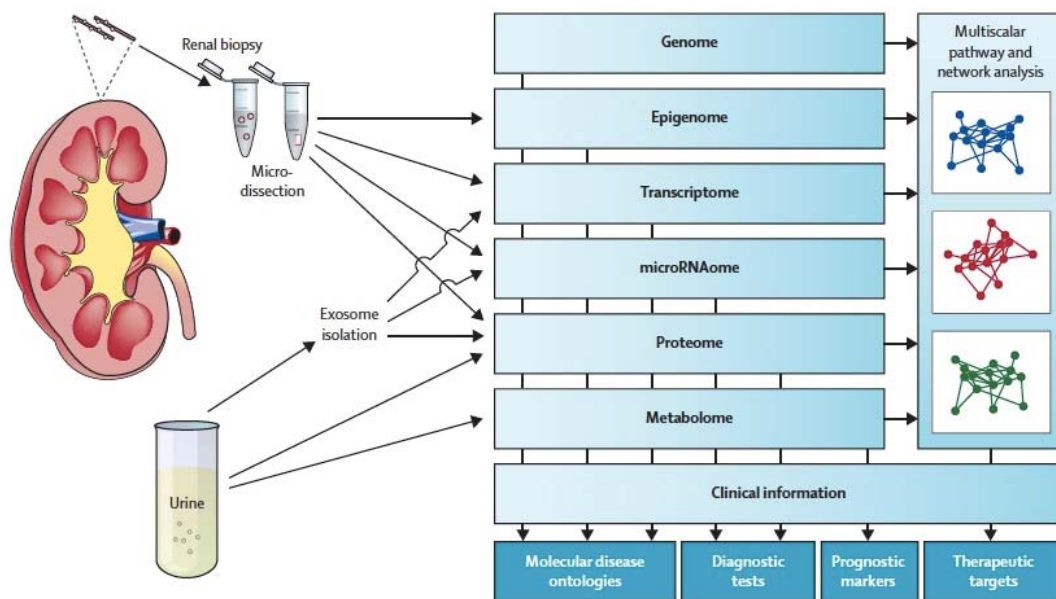 Renal biopsy
Micro-
dissection
Exosome
isolation
Urine
Genome
Epigenome
Transcriptome
microRNAome
Proteome
Metabolome
Multiscalar
pathway and
network analysis
Clinical information
Molecular disease
ontologies
Diagnostic
tests
Prognostic
markers
Therapeutic
targets